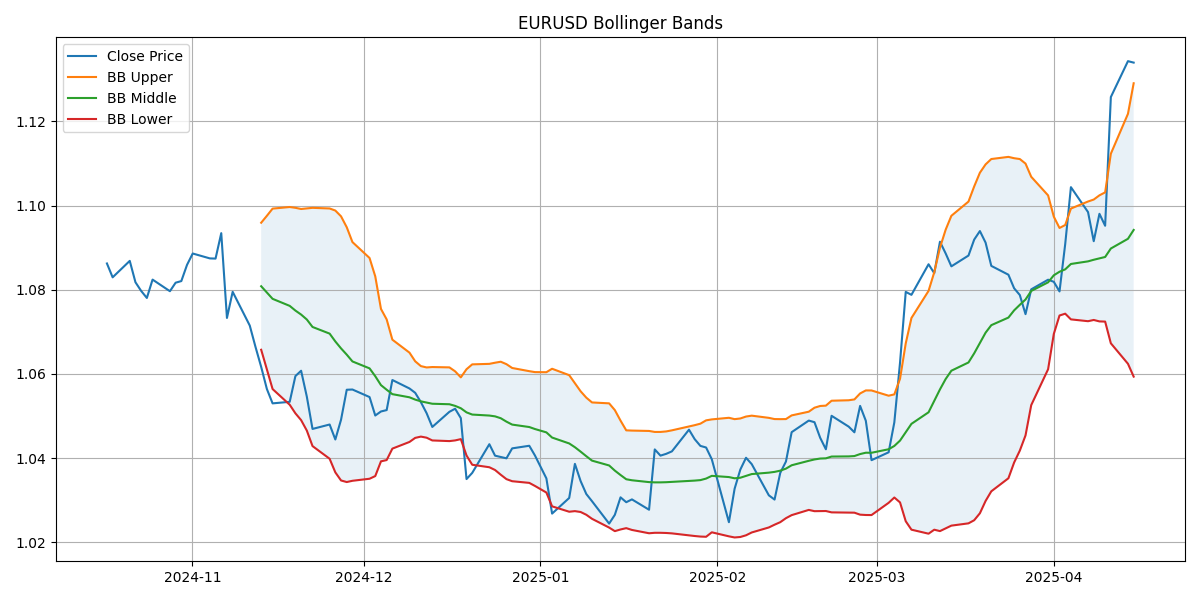 EURUSD Bollinger Bands
Close Price
BB Upper
BB Middle
BB Lower
1.12
1.10
1.08
1.06
1.04
1.02
2024-11
2024-12
2025-01
2025-02
2025-03
2025-04